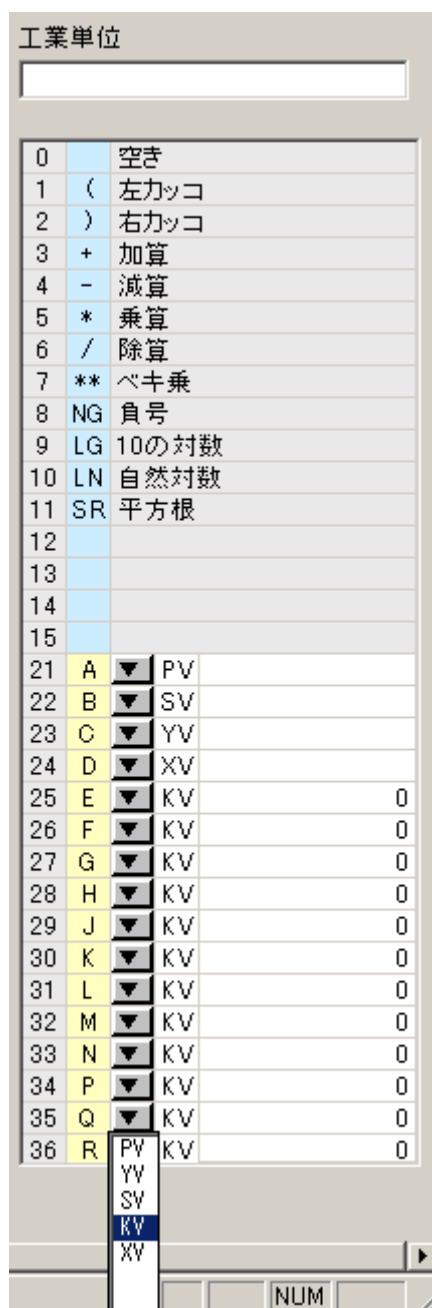 工業単位
0 空き
1 ( 左カッコ
2 ) 右カッコ
3 + 加算
4 - 減算
5 * 乗算
6 / 除算
7 ** ベキ乗
8 NG 負号
9 LG 10の対数
10 LN 自然対数
11 SR 平方根
12
13
14
15
21 A ▼ PV
22 B ▼ SV
23 C ▼ YV
24 D ▼ XV
25 E ▼ KV 0
26 F ▼ KV 0
27 G ▼ KV 0
28 H ▼ KV 0
29 J ▼ KV 0
30 K ▼ KV 0
31 L ▼ KV 0
32 M ▼ KV 0
33 N ▼ KV 0
34 P ▼ KV 0
35 Q ▼ KV 0
36 R KV 0
PV
YV
SV
KV
XV
NUM